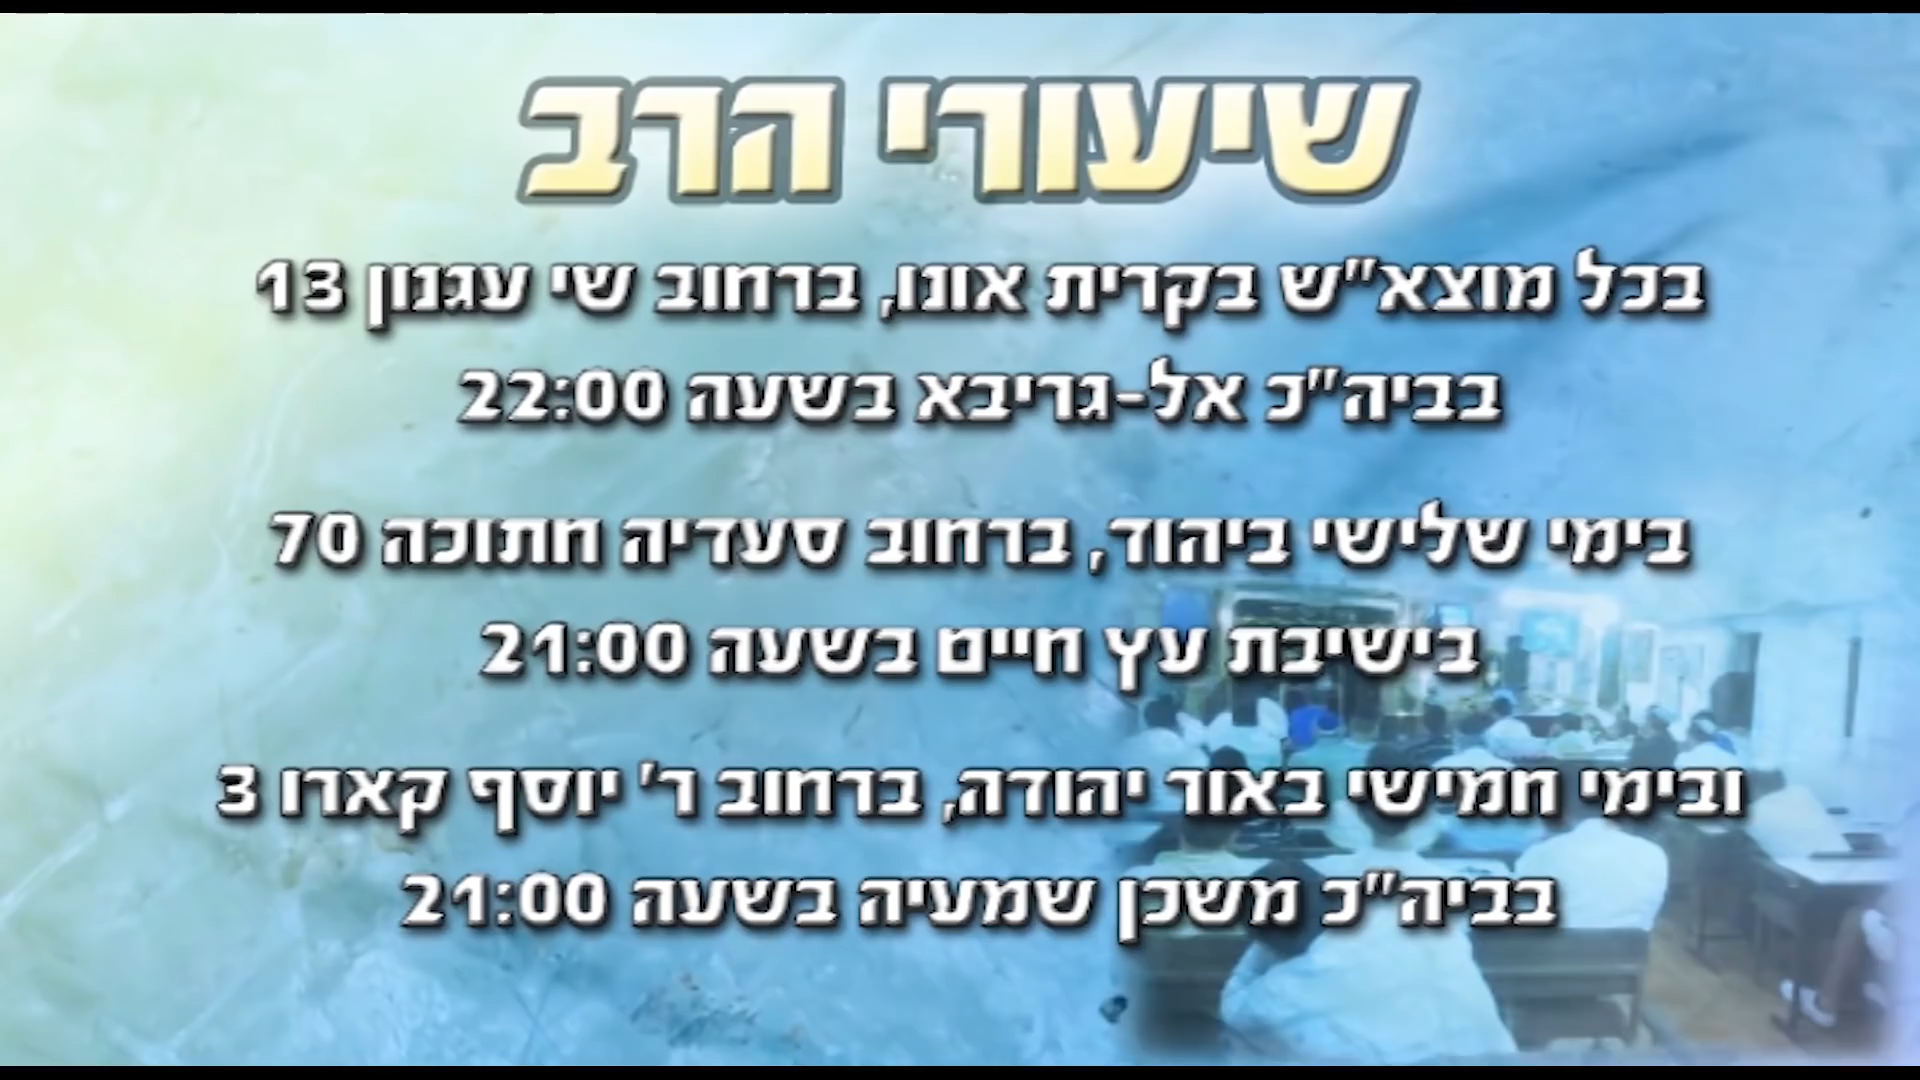 שיעורי הרב
בכל מוצא"ש בקרית אונו, ברחוב שי עגנון 13
בביה"כ אל-גריבא בשעה 22:00
בימי שלישי ביהוד, ברחוב סעדיה חתוכה 70
בישיבת עץ חיים בשעה 21:00
ובימי חמישי באור יהודה, ברחוב ר' יוסף קארו 3
בביה"כ משכן שמעיה בשעה 21:00